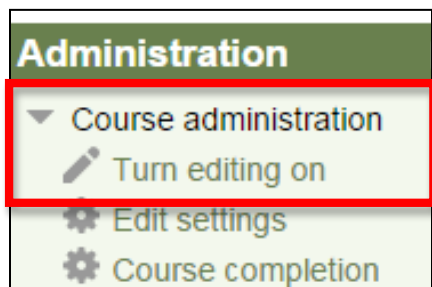 Administration
Course administration
Turn editing on
Edit settings
Course completion